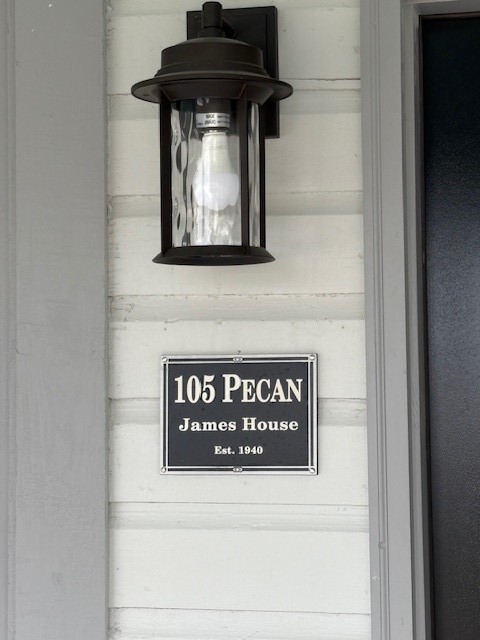 105 PECAN
James House
Est. 1940